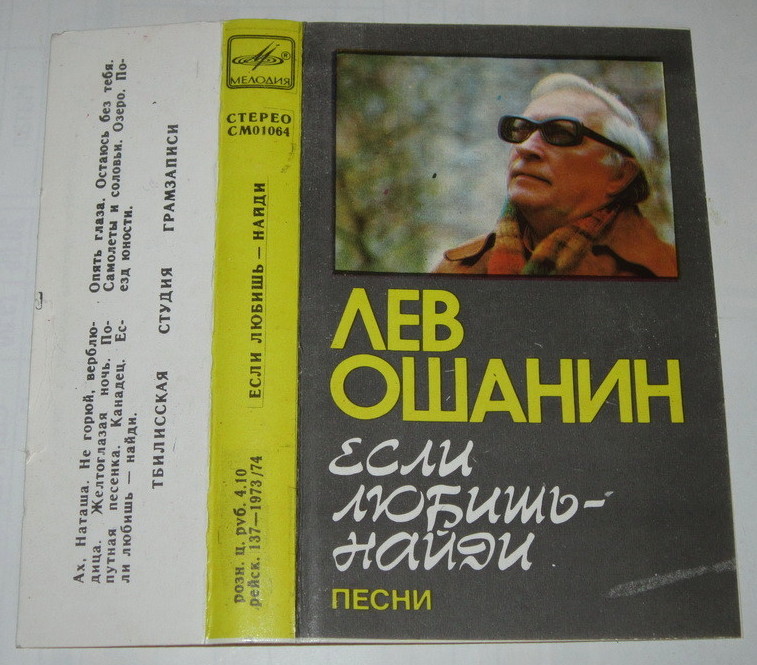 Ах, Наташа. Не горюй, верблю-
дица. Желтоглазая ночь. По-
путная песенка. Канадец. Ес-
ли любишь — найди.
Опять глаза. Остаюсь без тебя.
Самолеты и соловьи. Озеро. По-
езд юности.
ТБИЛИССКАЯ СТУДИЯ ГРАМЗАПИСИ
МЕЛОДИЯ
СТЕРЕО
СМ01064
ЕСЛИ ЛЮБИШЬ — НАЙДИ
розн. ц. руб. 4.10
рейск. 137—1973/74
ЛЕВ
ОШАНИН
ЕСЛИ
ЛЮБИШЬ-
НАЙДИ
ПЕСНИ